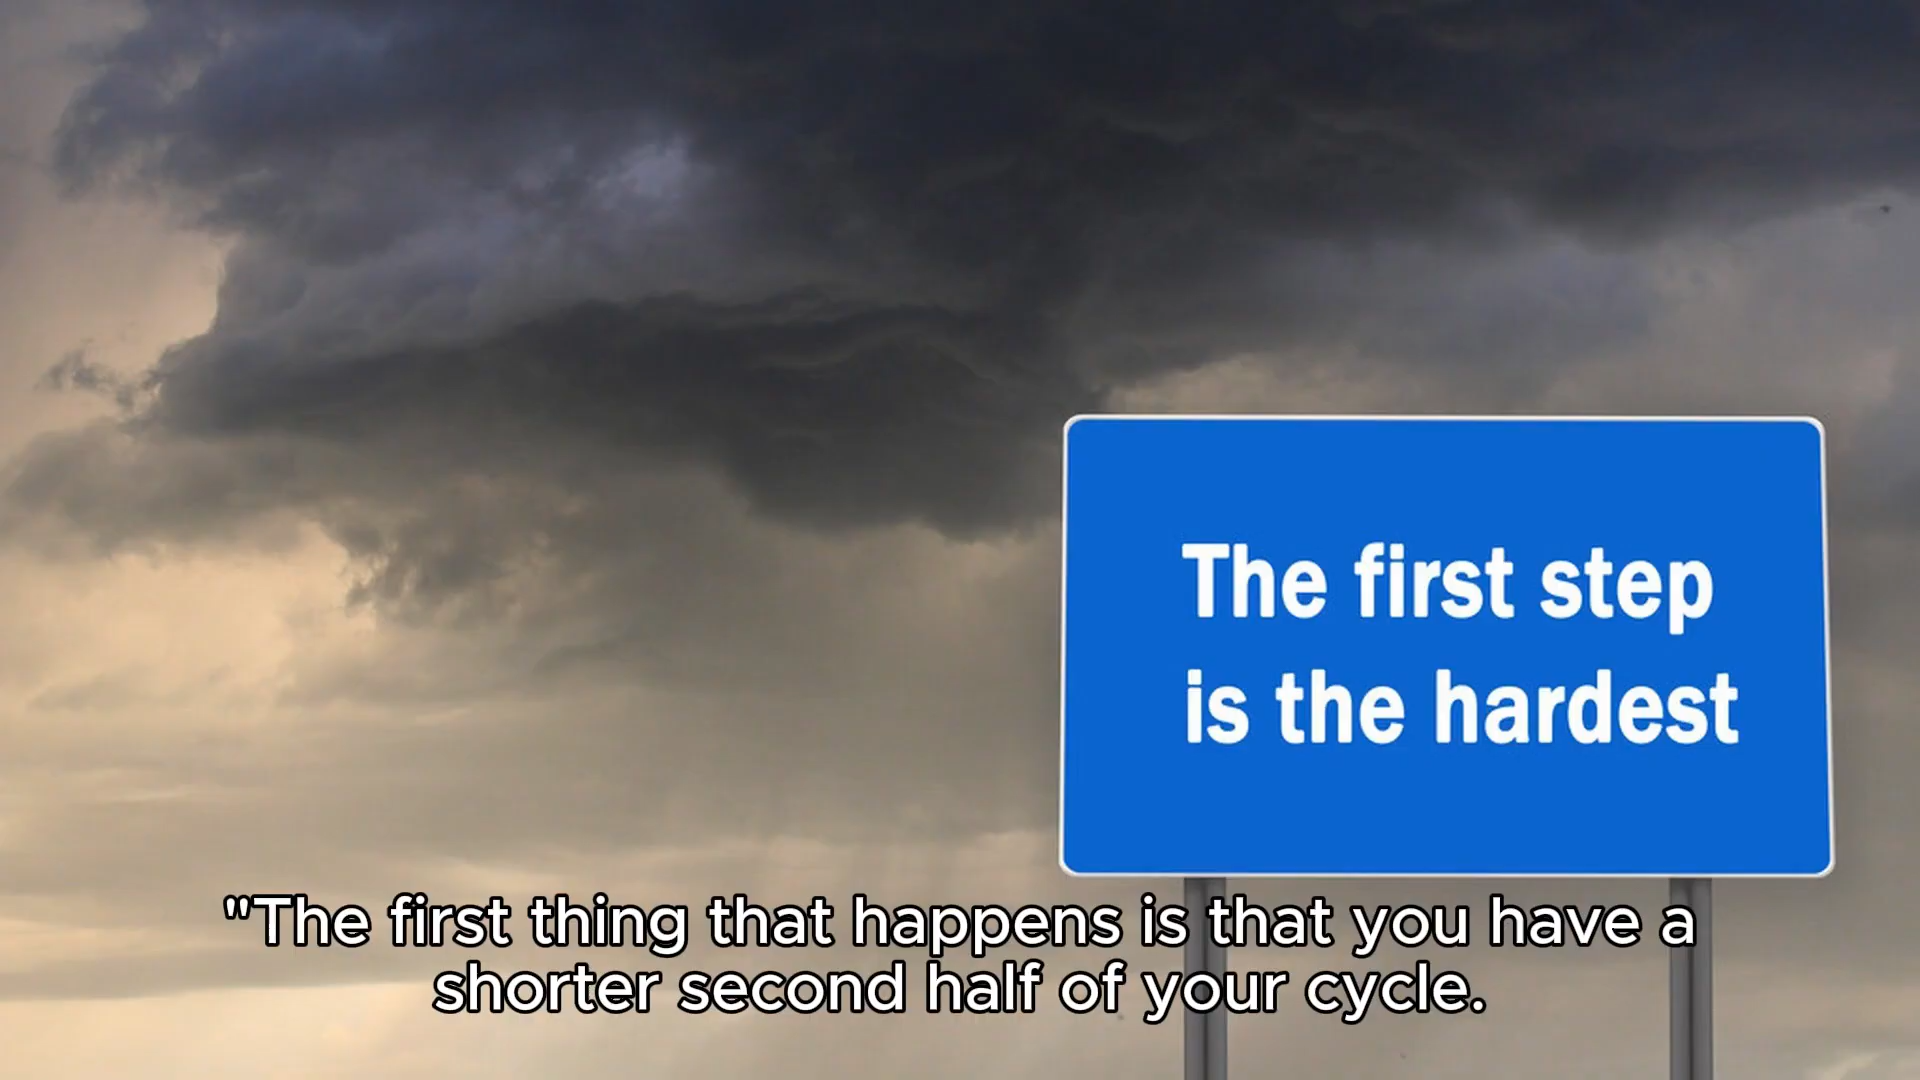 The first step
is the hardest
"The first thing that happens is that you have a
shorter second half of your cycle.